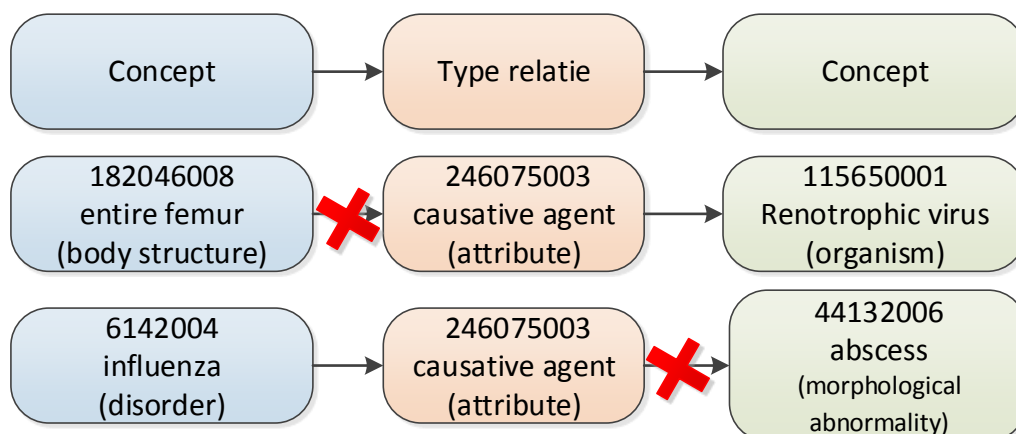 Concept
Type relatie
Concept
182046008
entire femur
(body structure)
246075003
causative agent
(attribute)
115650001
Renotrophic virus
(organism)
6142004
influenza
(disorder)
246075003
causative agent
(attribute)
44132006
abscess
(morphological
abnormality)